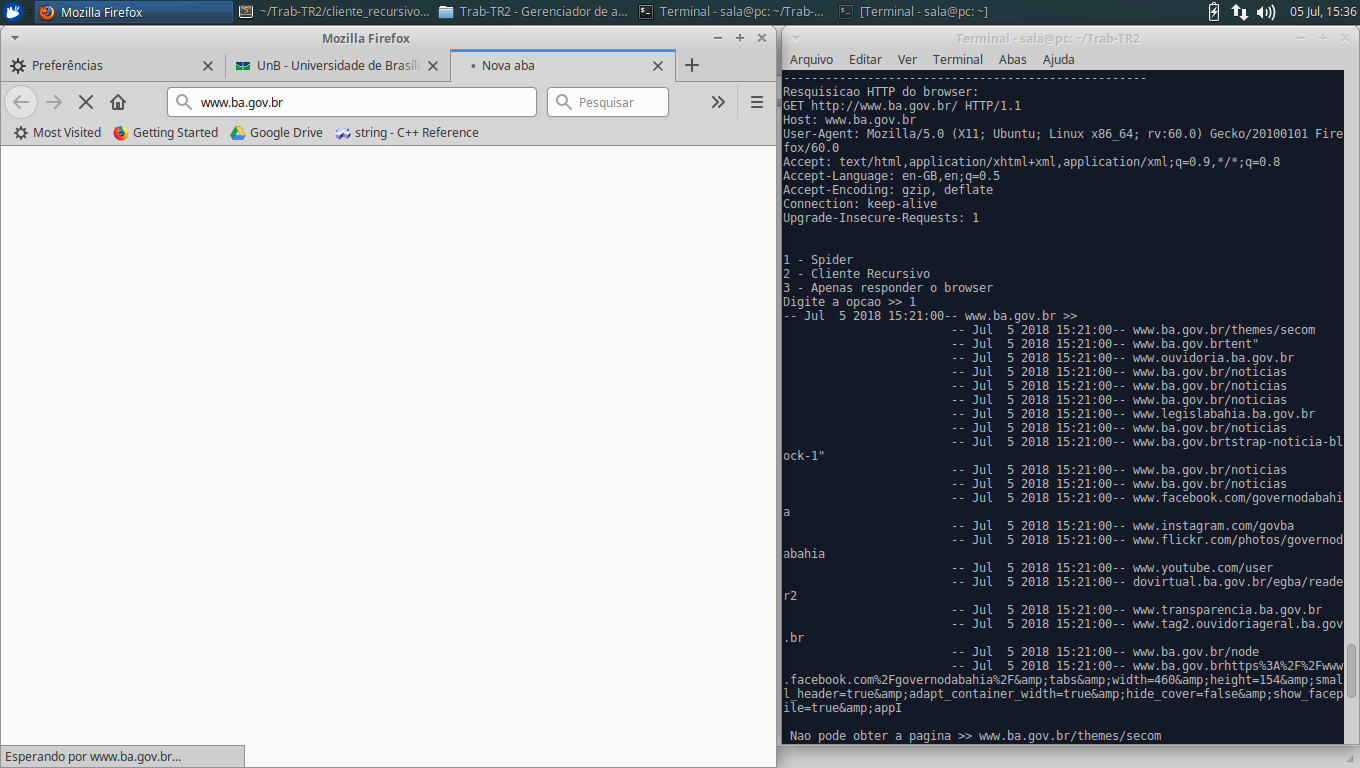 Mozilla Firefox
~/Trab-TR2/cliente_recursivo...
Trab-TR2 - Gerenciador de a...
Terminal - sala@pc: ~/Trab-...
[Terminal - sala@pc: ~]
05 Jul, 15:36
Mozilla Firefox
Preferências
UnB - Universidade de Brasíli
Nova aba
www.ba.gov.br
Pesquisar
Most Visited
Getting Started
Google Drive
string - C++ Reference
Esperando por www.ba.gov.br...
Terminal - sala@pc: ~/Trab-TR2
Arquivo Editar Ver Terminal Abas Ajuda
----------------------------------------------------
Resquisicao HTTP do browser:
GET http://www.ba.gov.br/ HTTP/1.1
Host: www.ba.gov.br
User-Agent: Mozilla/5.0 (X11; Ubuntu; Linux x86_64; rv:60.0) Gecko/20100101 Fire
fox/60.0
Accept: text/html,application/xhtml+xml,application/xml;q=0.9,*/*;q=0.8
Accept-Language: en-GB,en;q=0.5
Accept-Encoding: gzip, deflate
Connection: keep-alive
Upgrade-Insecure-Requests: 1
1 - Spider
2 - Cliente Recursivo
3 - Apenas responder o browser
Digite a opcao >> 1
-- Jul  5 2018 15:21:00-- www.ba.gov.br >>
-- Jul  5 2018 15:21:00-- www.ba.gov.br/themes/secom
-- Jul  5 2018 15:21:00-- www.ba.gov.brtent"
-- Jul  5 2018 15:21:00-- www.ouvidoria.ba.gov.br
-- Jul  5 2018 15:21:00-- www.ba.gov.br/noticias
-- Jul  5 2018 15:21:00-- www.ba.gov.br/noticias
-- Jul  5 2018 15:21:00-- www.ba.gov.br/noticias
-- Jul  5 2018 15:21:00-- www.legislabahia.ba.gov.br
-- Jul  5 2018 15:21:00-- www.ba.gov.br/noticias
-- Jul  5 2018 15:21:00-- www.ba.gov.brtstrap-noticia-bl
ock-1"
-- Jul  5 2018 15:21:00-- www.ba.gov.br/noticias
-- Jul  5 2018 15:21:00-- www.ba.gov.br/noticias
-- Jul  5 2018 15:21:00-- www.facebook.com/governodabahi
a
-- Jul  5 2018 15:21:00-- www.instagram.com/govba
-- Jul  5 2018 15:21:00-- www.flickr.com/photos/governod
abahia
-- Jul  5 2018 15:21:00-- www.youtube.com/user
-- Jul  5 2018 15:21:00-- dovirtual.ba.gov.br/egba/reade
r2
-- Jul  5 2018 15:21:00-- www.transparencia.ba.gov.br
-- Jul  5 2018 15:21:00-- www.tag2.ouvidoriageral.ba.gov
.br
-- Jul  5 2018 15:21:00-- www.ba.gov.br/node
-- Jul  5 2018 15:21:00-- www.ba.gov.brhttps%3A%2F%2Fwww
.facebook.com%2Fgovernodabahia%2F&amp;tabs&amp;width=460&amp;height=154&amp;smal
l_header=true&amp;adapt_container_width=true&amp;hide_cover=false&amp;show_facep
ile=true&amp;appI
Nao pode obter a pagina >> www.ba.gov.br/themes/secom